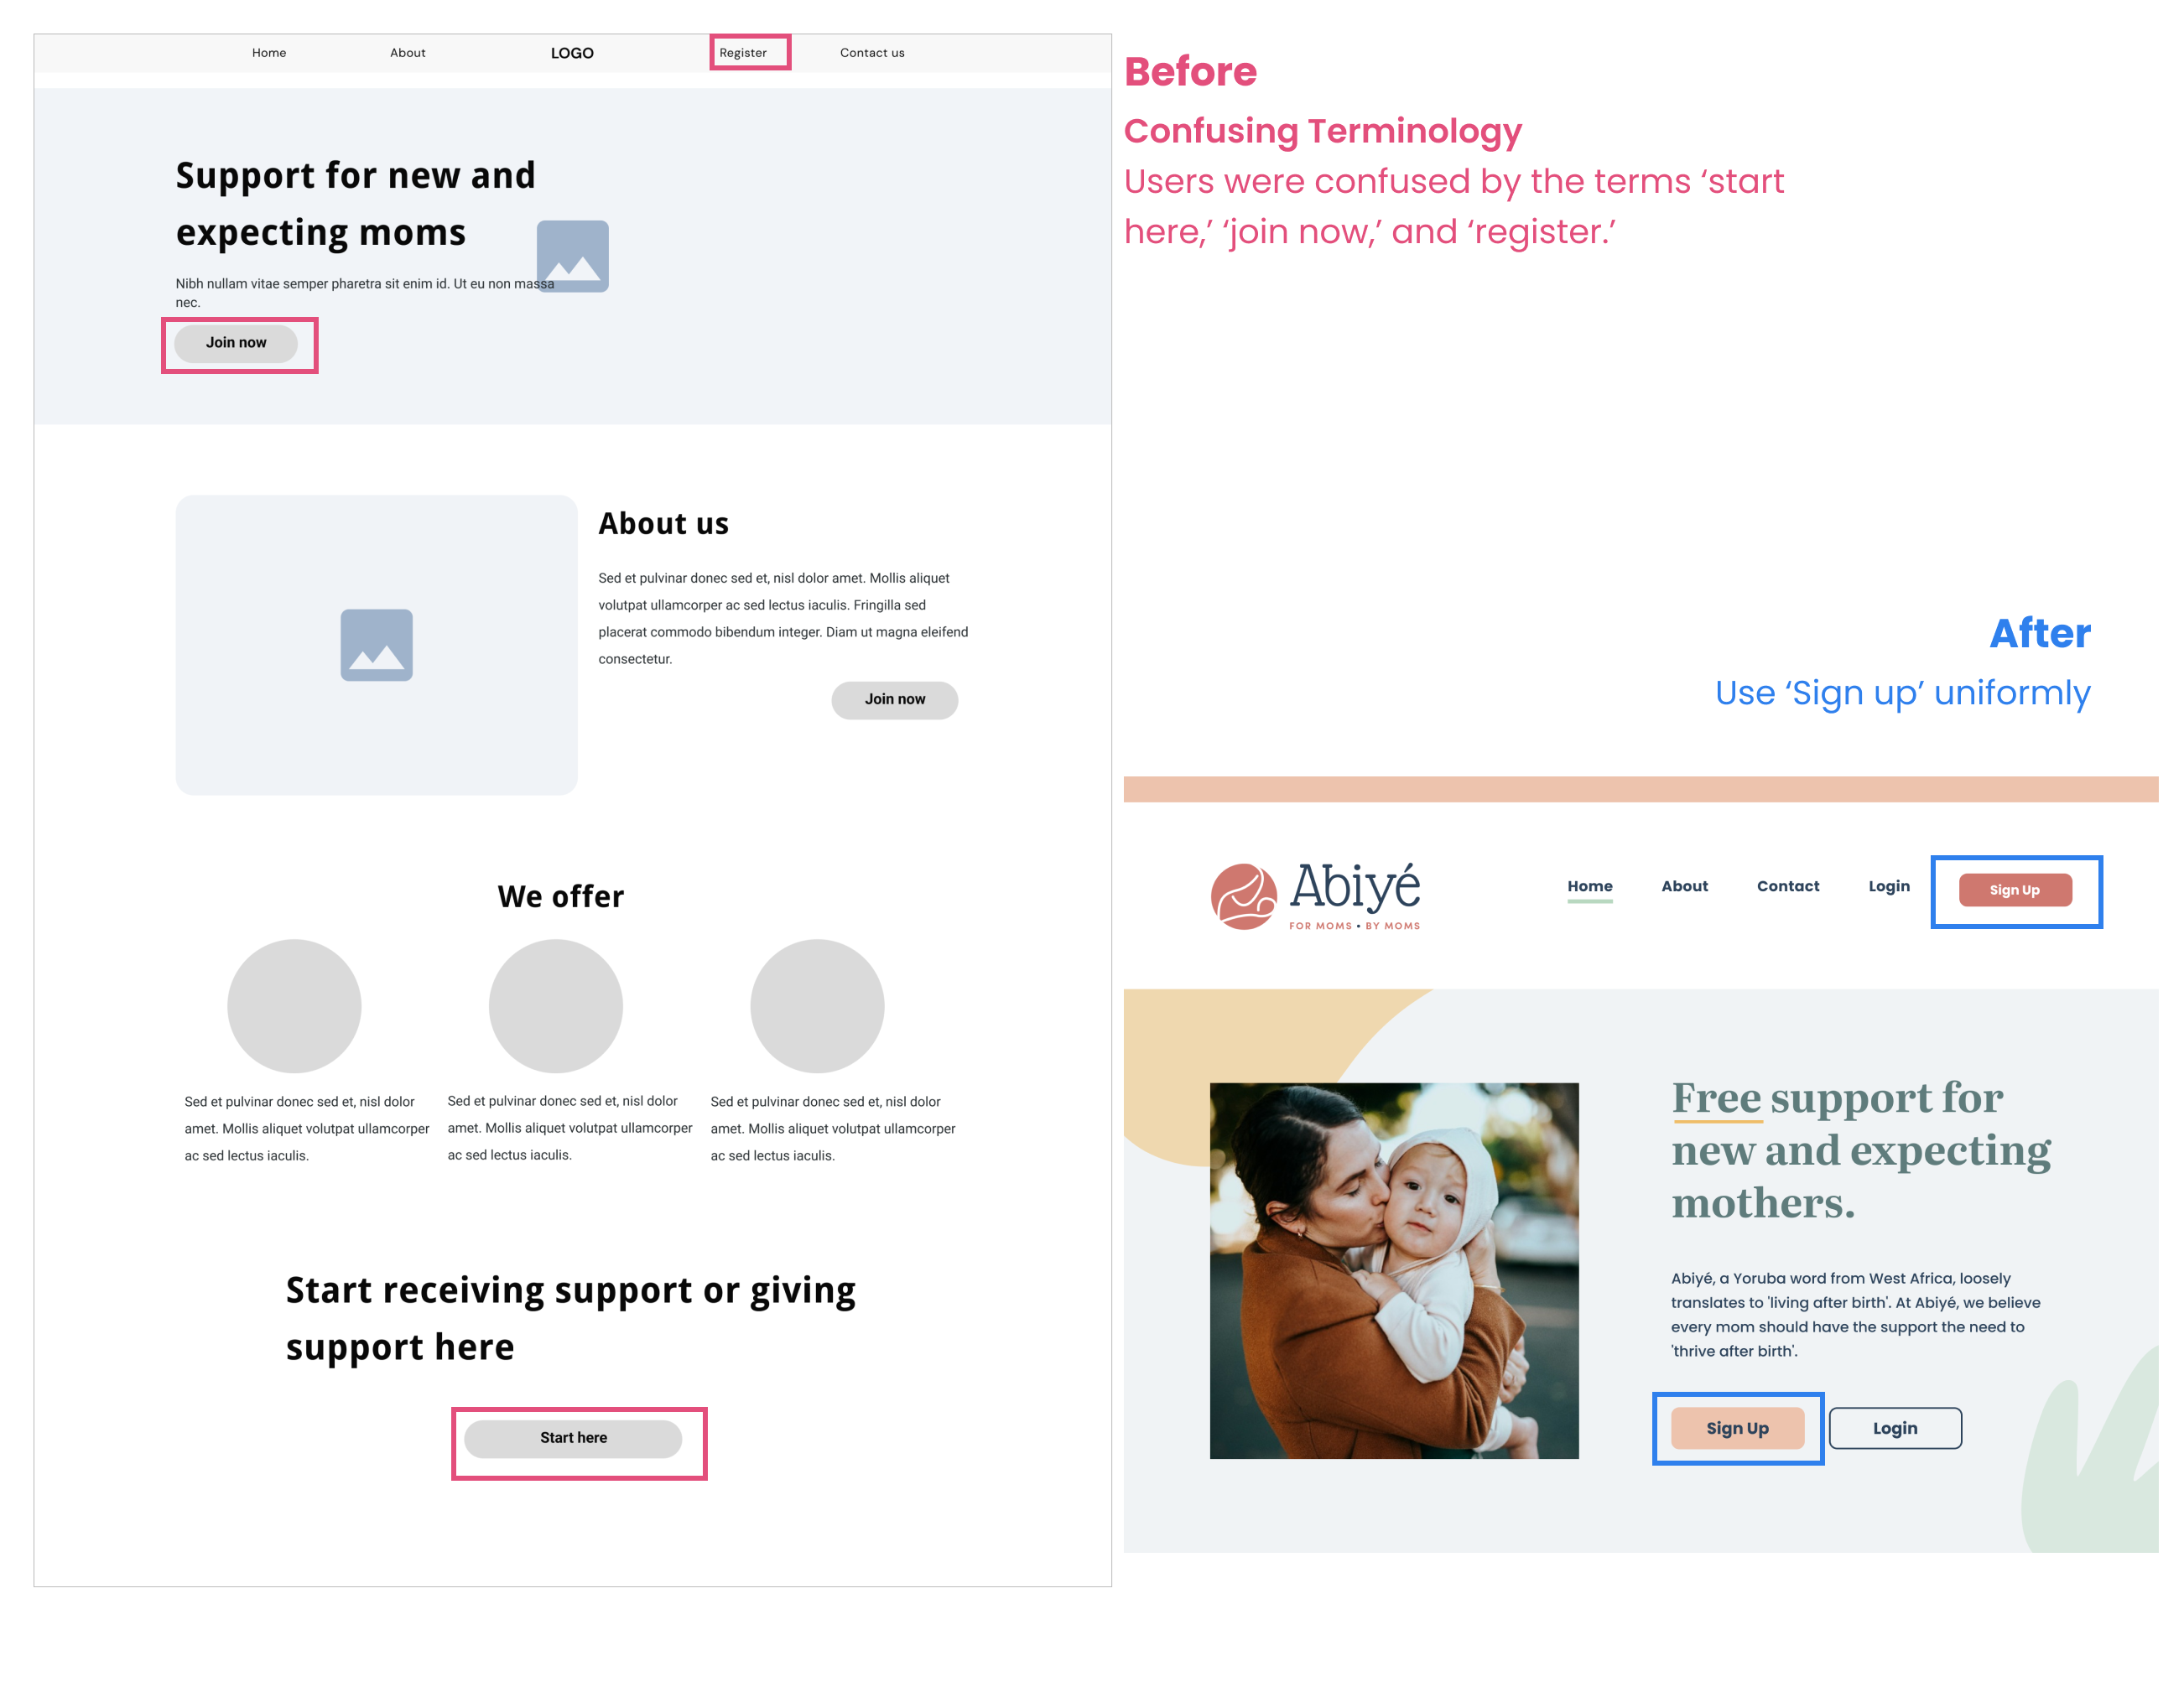 Home
About
LOGO
Register
Contact us
Support for new and
expecting moms
Nibh nullam vitae semper pharetra sit enim id. Ut eu non massa
nec.
Join now
About us
Sed et pulvinar donec sed et, nisl dolor amet. Mollis aliquet
volutpat ullamcorper ac sed lectus iaculis. Fringilla sed
placerat commodo bibendum integer. Diam ut magna eleifend
consectetur.
Join now
We offer
Sed et pulvinar donec sed et, nisl dolor
amet. Mollis aliquet volutpat ullamcorper
ac sed lectus iaculis.
Sed et pulvinar donec sed et, nisl dolor
amet. Mollis aliquet volutpat ullamcorper
ac sed lectus iaculis.
Sed et pulvinar donec sed et, nisl dolor
amet. Mollis aliquet volutpat ullamcorper
ac sed lectus iaculis.
Start receiving support or giving
support here
Start here
Before
Confusing Terminology
Users were confused by the terms ‘start
here,’ ‘join now,’ and ‘register.’
After
Use ‘Sign up’ uniformly
Abiyé
FOR MOMS • BY MOMS
Home
About
Contact
Login
Sign Up
Free support for
new and expecting
mothers.
Abiyé, a Yoruba word from West Africa, loosely
translates to 'living after birth'. At Abiyé, we believe
every mom should have the support the need to
'thrive after birth'.
Sign Up
Login